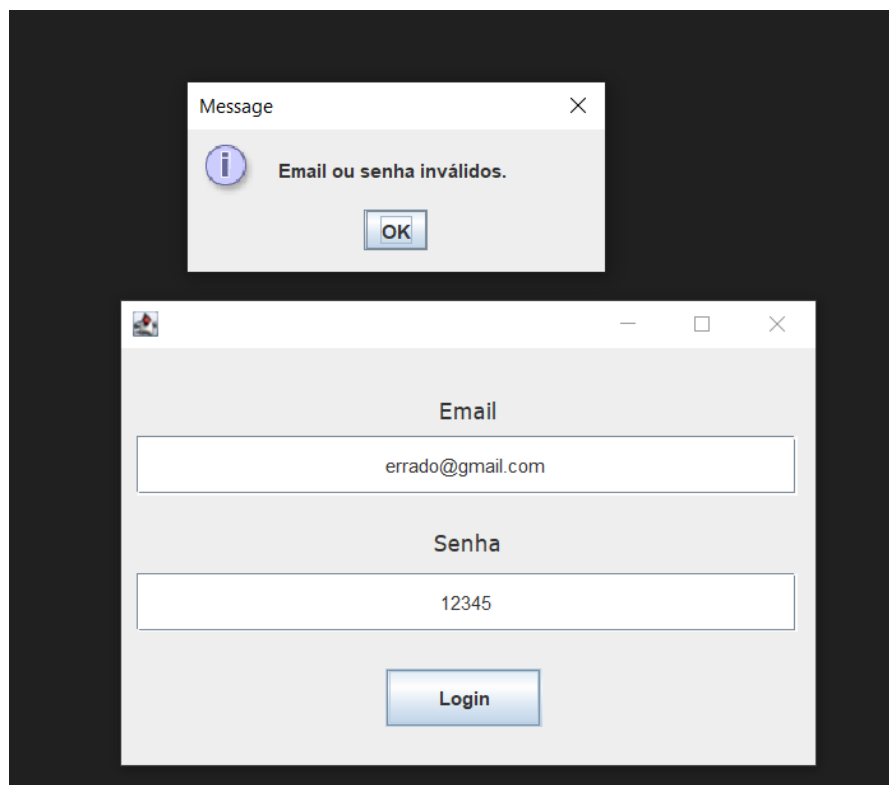 Message
Email ou senha inválidos.
OK
Email
errado@gmail.com
Senha
12345
Login